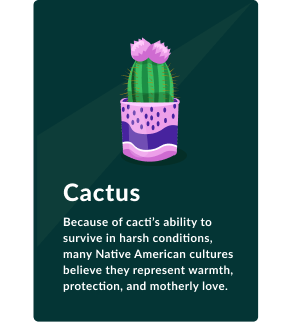 Cactus
Because of cacti's ability to
survive in harsh conditions,
many Native American cultures
believe they represent warmth,
protection, and motherly love.